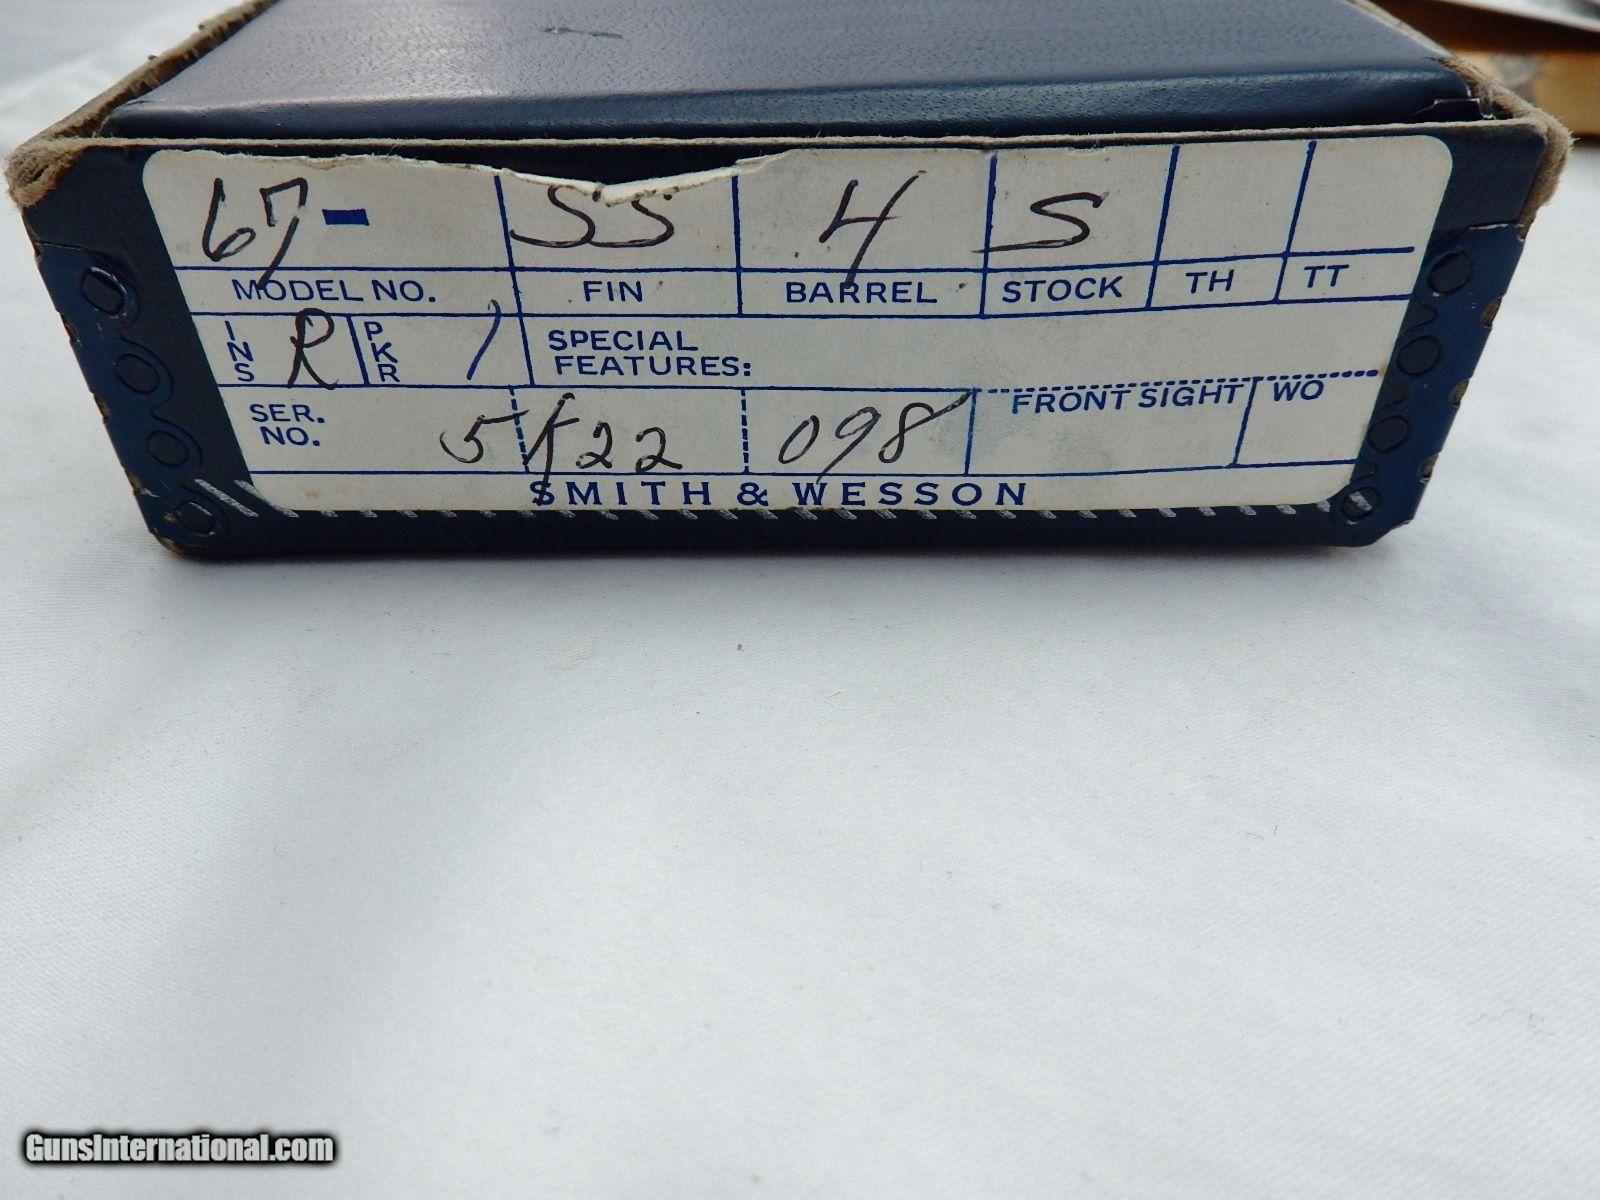 67- SS 4 S
MODEL NO. FIN BARREL STOCK TH TT
INS R PKR 1 SPECIAL FEATURES:
SER. NO. 5K22 098 FRONT SIGHT WO
SMITH & WESSON
GunsInternational.com